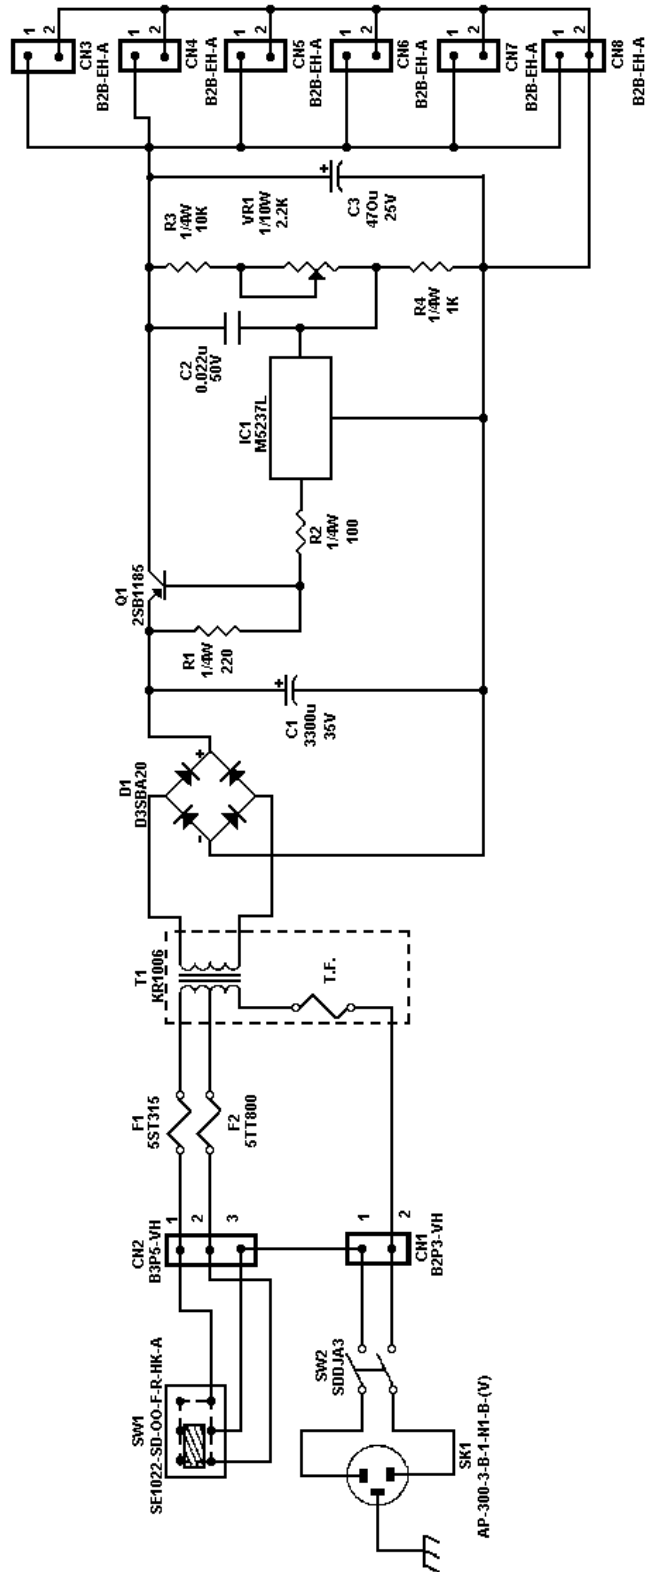 SW1
SE1022-SD-OO-F-R-HK-A
SW2
SDDJA3
SK1
AP-300-3-B-1-N1-B-(V)
CN2
B3P5-VH
1
2
3
1
2
CN1
B2P3-VH
F1
5ST315
F2
5TT800
T1
KR1006
T.F.
D1
D3SBA20
+
-
+
C1
3300u
35V
R1
1/4W
220
Q1
2SB1185
R2
1/4W
100
IC1
M5237L
C2
0.022u
50V
R3
1/4W
10K
VR1
1/10W
2.2K
R4
1/4W
1K
+
C3
470u
25V
1
2
CN3
B2B-EH-A
1
2
CN4
B2B-EH-A
1
2
CN5
B2B-EH-A
1
2
CN6
B2B-EH-A
1
2
CN7
B2B-EH-A
1
2
CN8
B2B-EH-A